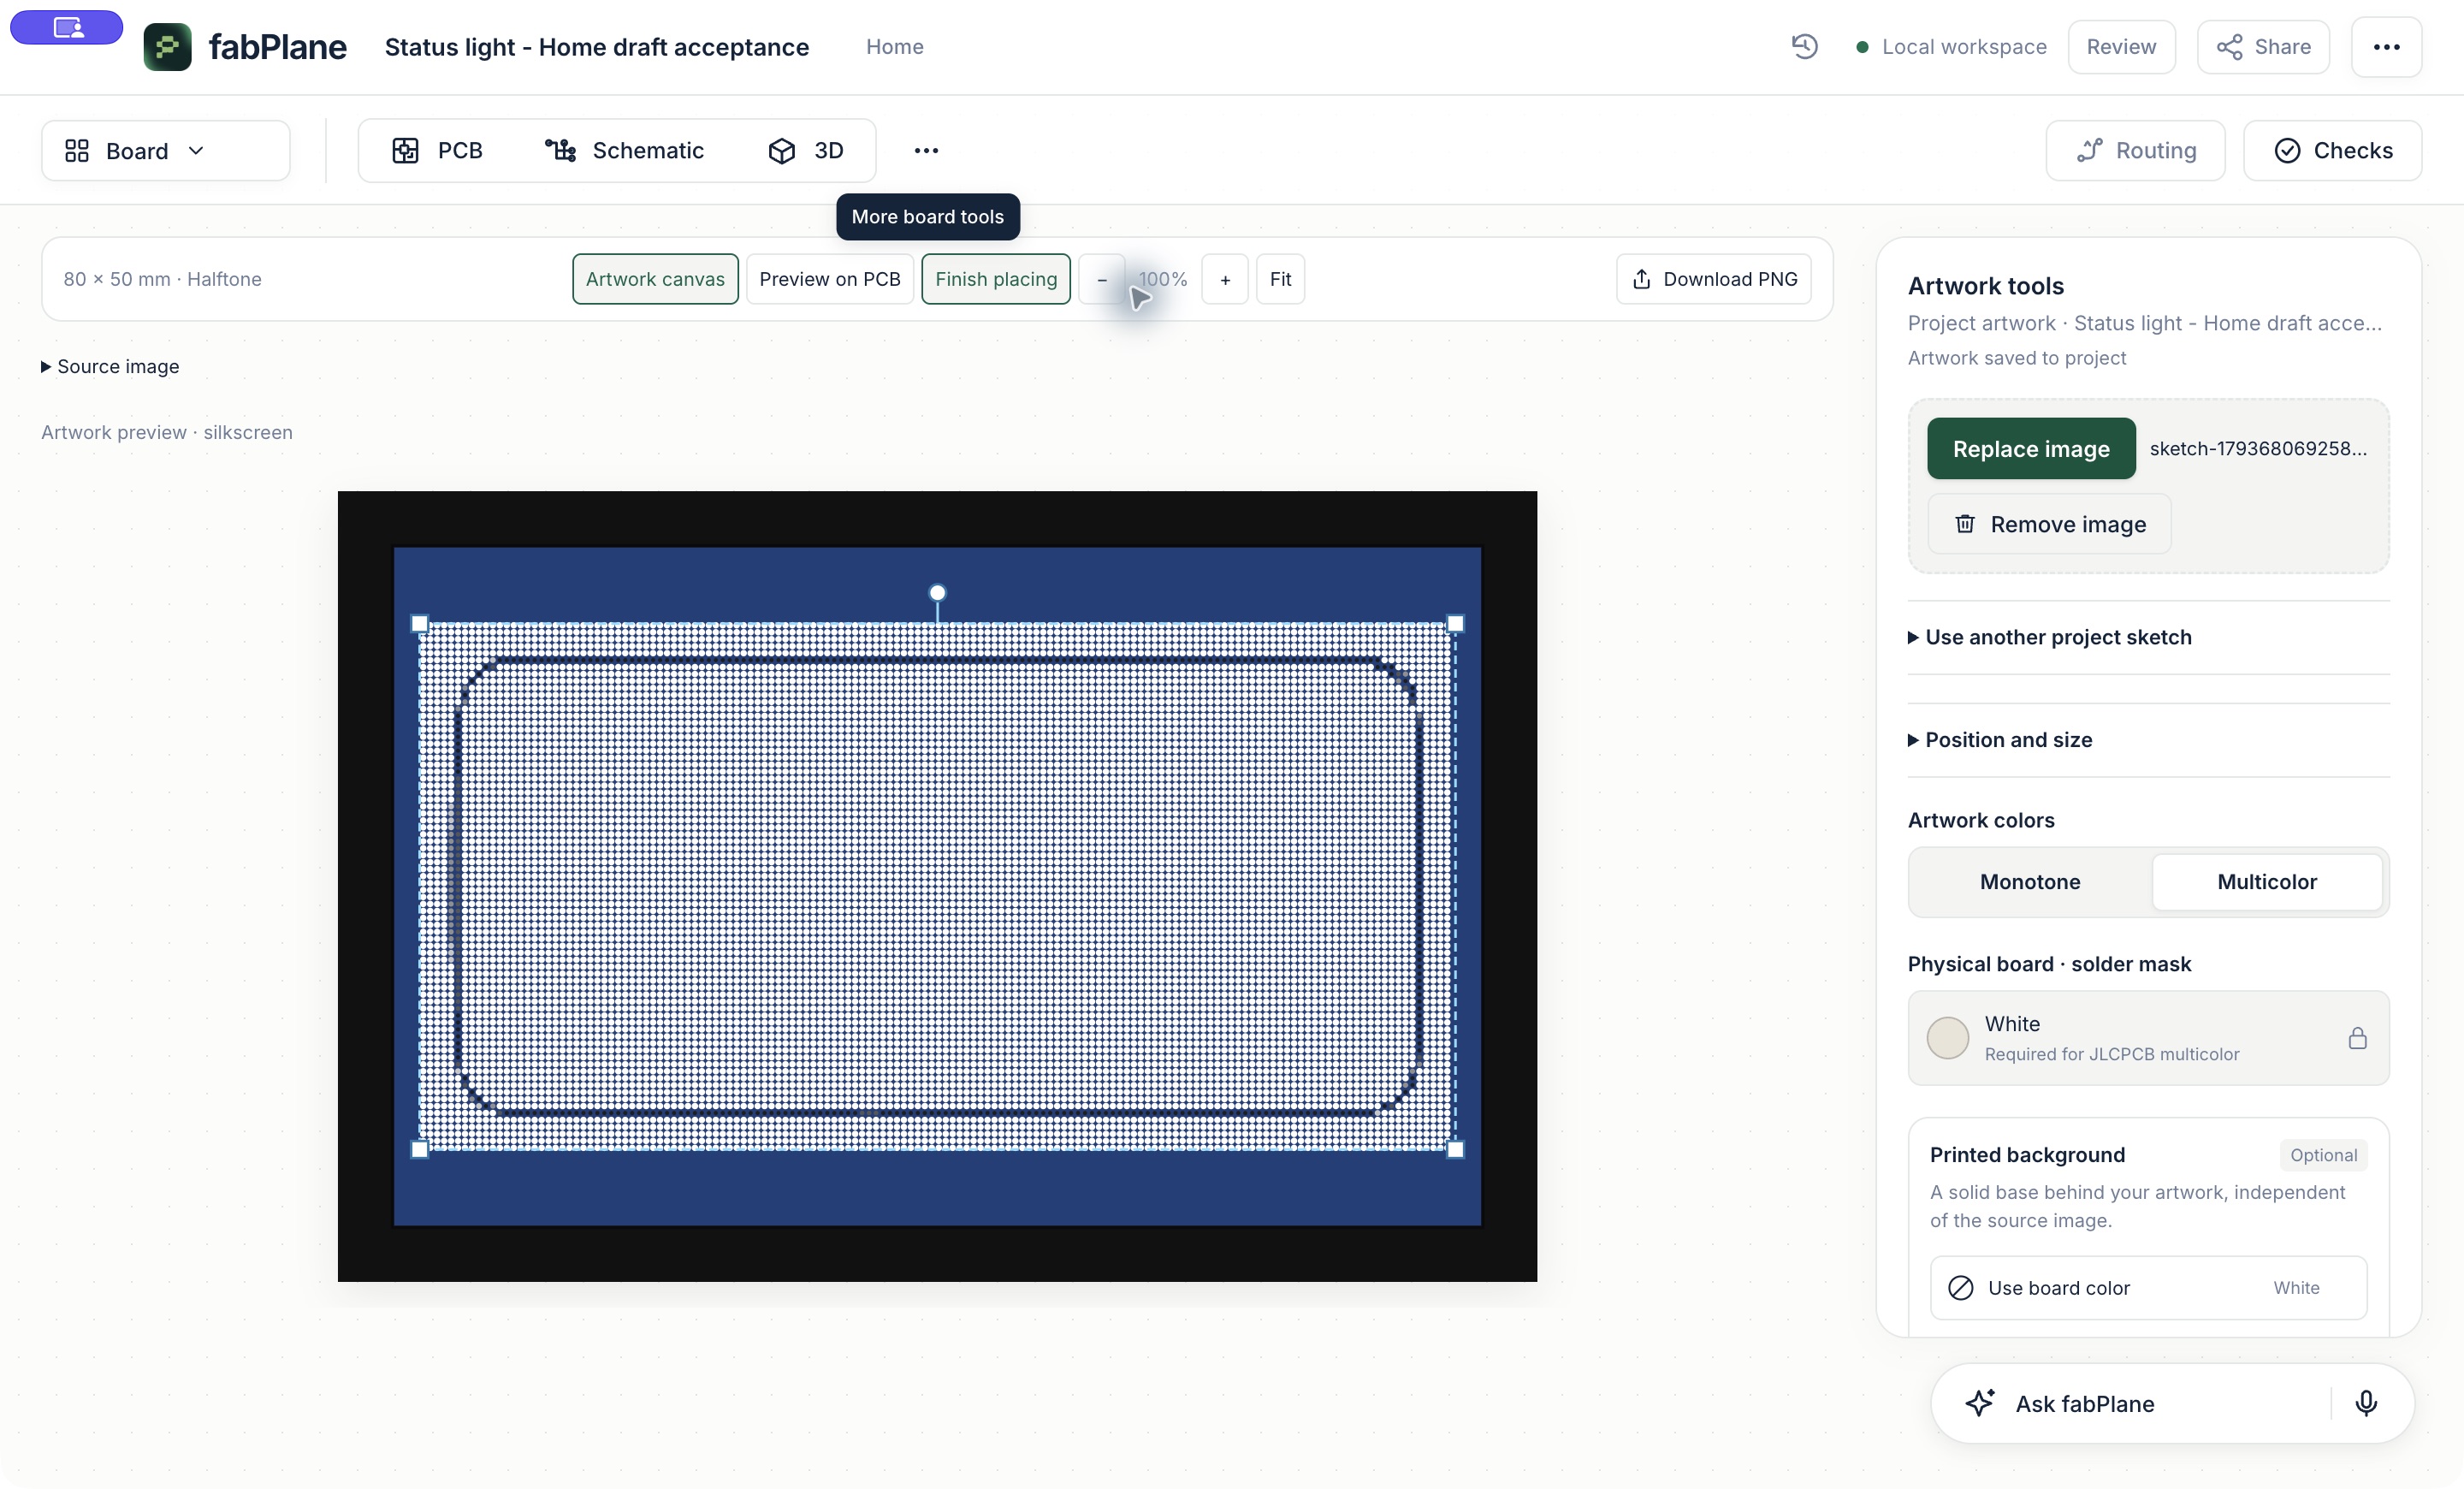 fabPlane
Status light - Home draft acceptance
Home
Local workspace
Review
Share
Board
PCB
Schematic
3D
Routing
Checks
More board tools
80 × 50 mm · Halftone
Artwork canvas
Preview on PCB
Finish placing
−
100%
+
Fit
Download PNG
Source image
Artwork preview · silkscreen
Artwork tools
Project artwork · Status light - Home draft acce...
Artwork saved to project
Replace image
sketch-179368069258...
Remove image
Use another project sketch
Position and size
Artwork colors
Monotone
Multicolor
Physical board · solder mask
White
Required for JLCPCB multicolor
Printed background
Optional
A solid base behind your artwork, independent
of the source image.
Use board color
White
Ask fabPlane